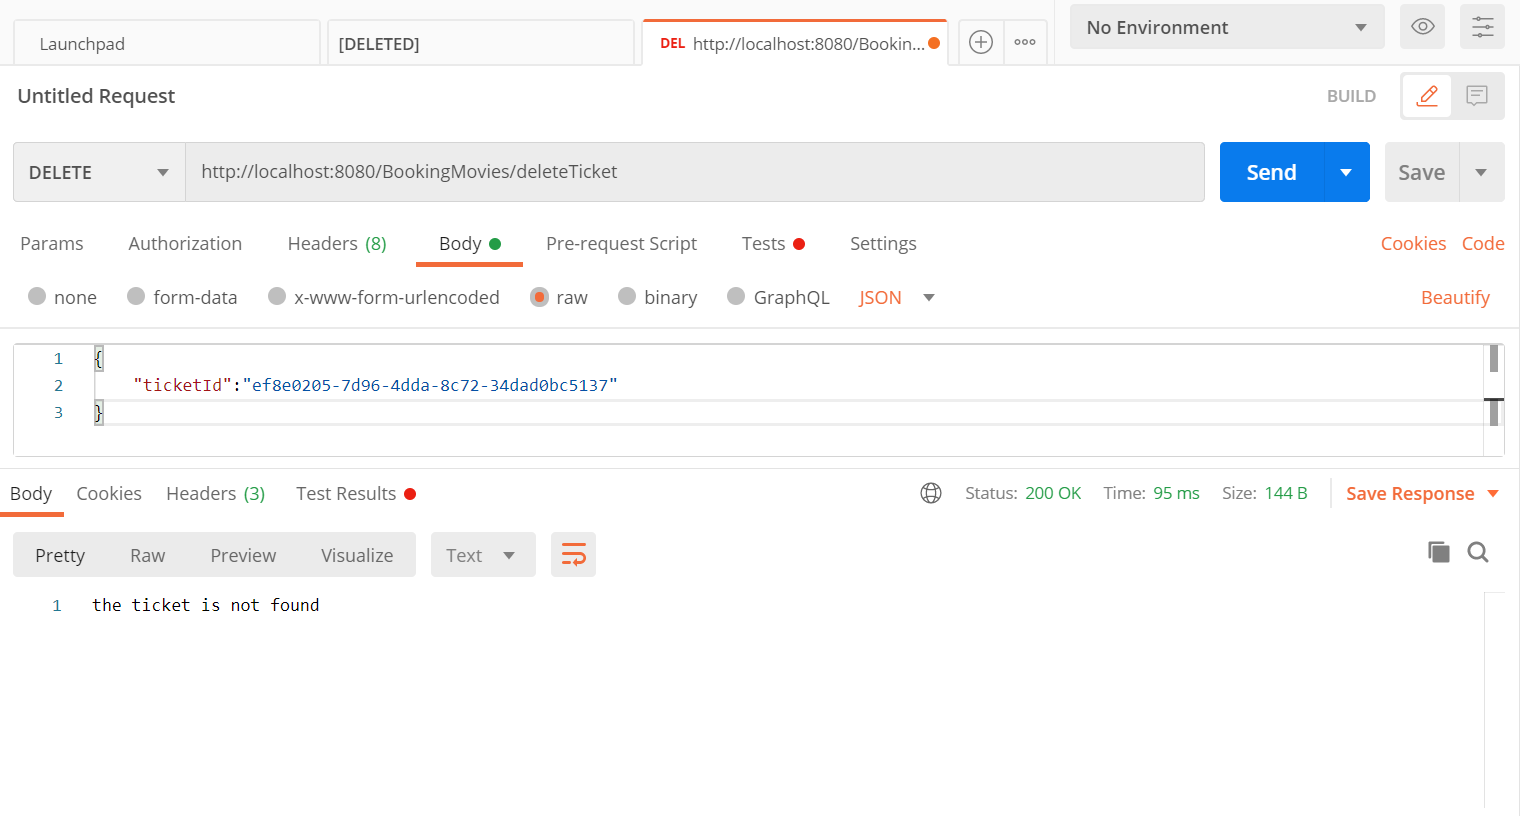 Launchpad
[DELETED]
DEL http://localhost:8080/Bookin...
No Environment
Untitled Request
BUILD
DELETE
http://localhost:8080/BookingMovies/deleteTicket
Send
Save
Params
Authorization
Headers (8)
Body
Pre-request Script
Tests
Settings
Cookies
Code
none
form-data
x-www-form-urlencoded
raw
binary
GraphQL
JSON
Beautify
1 {
2 "ticketId":"ef8e0205-7d96-4dda-8c72-34dad0bc5137"
3 }
Body
Cookies
Headers (3)
Test Results
Status: 200 OK
Time: 95 ms
Size: 144 B
Save Response
Pretty
Raw
Preview
Visualize
Text
1 the ticket is not found